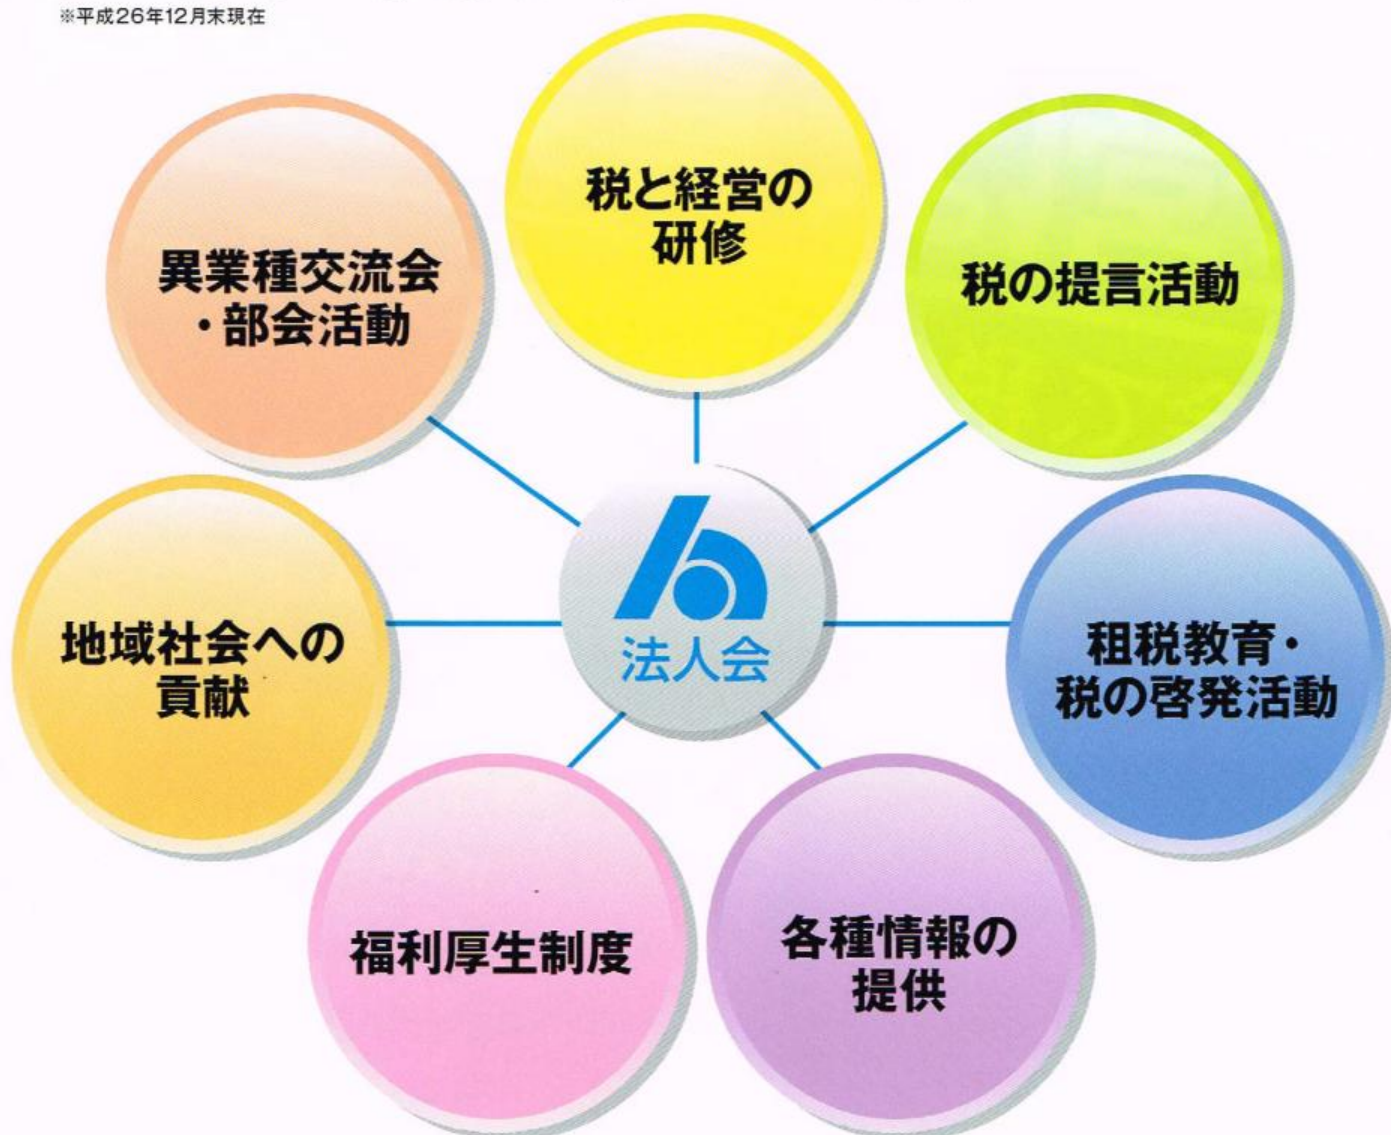 ※平成26年12月末現在
税と経営の
研修
異業種交流会
・部会活動
税の提言活動
法人会
地域社会への
貢献
租税教育・
税の啓発活動
福利厚生制度
各種情報の
提供